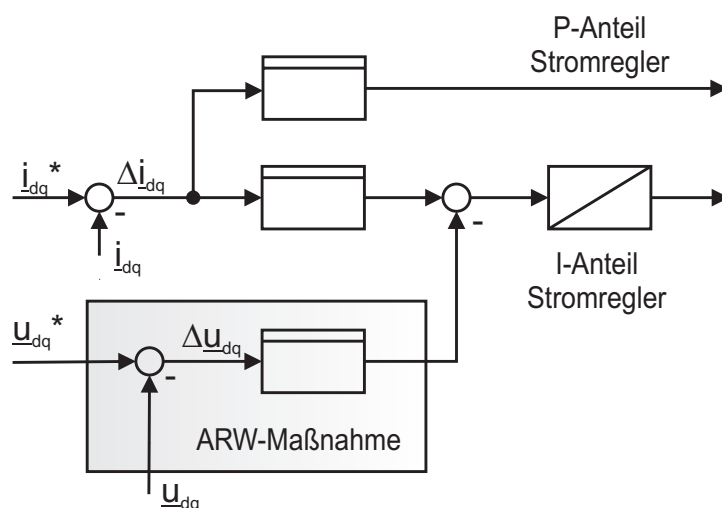 P-Anteil
Stromregler
i_dq*
Δi_dq
-
i_dq
-
I-Anteil
Stromregler
u_dq*
Δu_dq
-
ARW-Maßnahme
u_dq